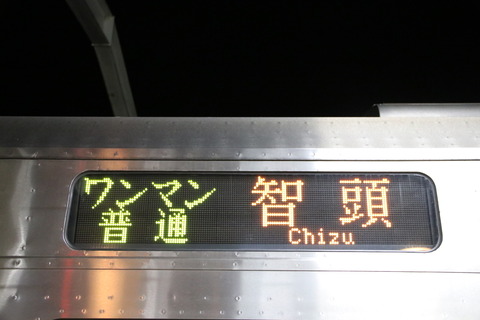 ワンマン
普通
智頭
Chizu